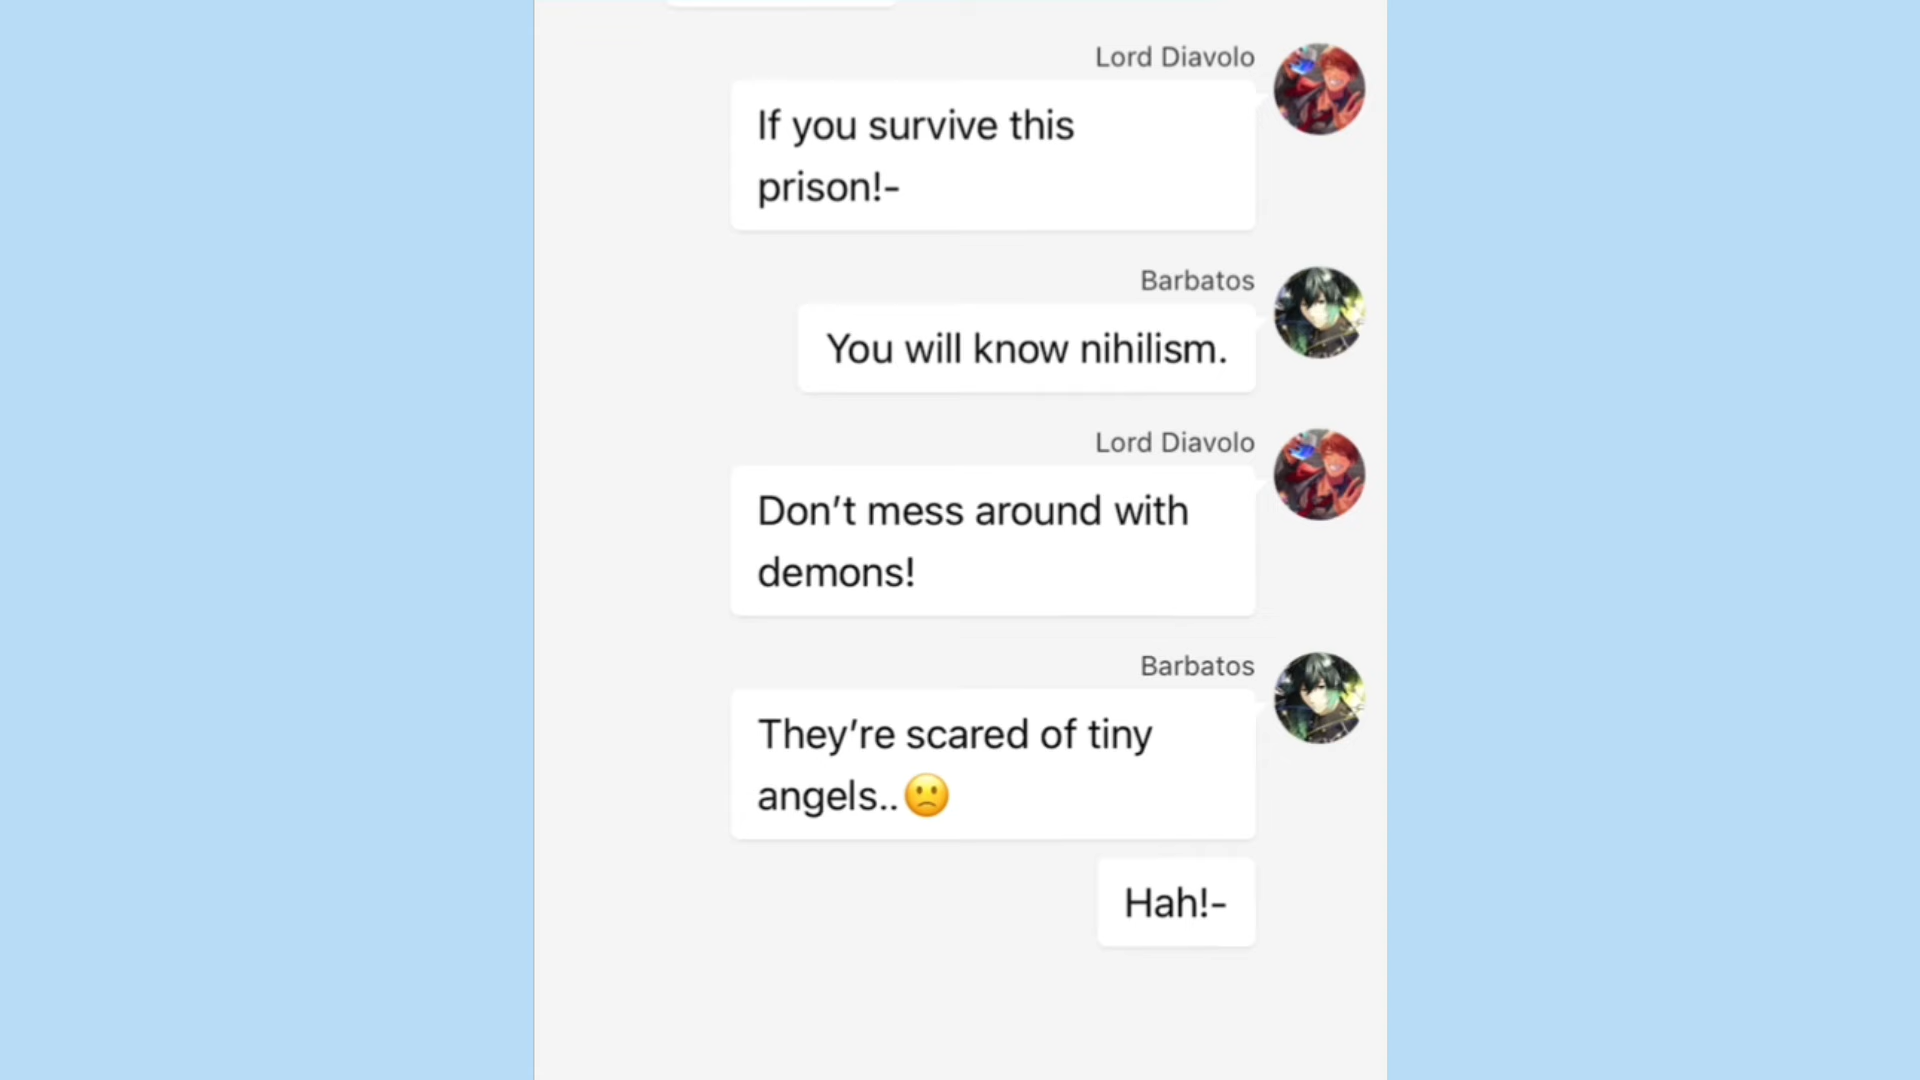 Lord Diavolo
If you survive this
prison!-
Barbatos
You will know nihilism.
Lord Diavolo
Don’t mess around with
demons!
Barbatos
They’re scared of tiny
angels..🙁
Hah!-